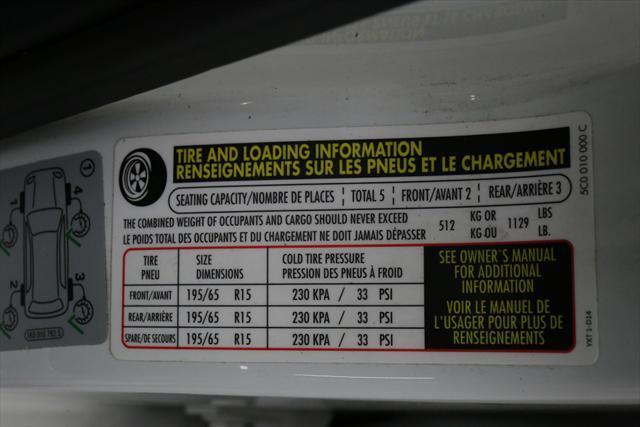 TIRE AND LOADING INFORMATION
RENSEIGNEMENTS SUR LES PNEUS ET LE CHARGEMENT
SEATING CAPACITY/NOMBRE DE PLACES ¦ TOTAL 5 ¦ FRONT/AVANT 2 ¦ REAR/ARRIÈRE 3
THE COMBINED WEIGHT OF OCCUPANTS AND CARGO SHOULD NEVER EXCEED 512 KG OR 1129 LBS
LE POIDS TOTAL DES OCCUPANTS ET DU CHARGEMENT NE DOIT JAMAIS DÉPASSER KG OU LB.
TIRE SIZE COLD TIRE PRESSURE
PNEU DIMENSIONS PRESSION DES PNEUS À FROID
FRONT/AVANT 195/65 R15 230 KPA / 33 PSI
REAR/ARRIÈRE 195/65 R15 230 KPA / 33 PSI
SPARE/DE SECOURS 195/65 R15 230 KPA / 33 PSI
SEE OWNER'S MANUAL
FOR ADDITIONAL
INFORMATION
VOIR LE MANUEL DE
L'USAGER POUR PLUS DE
RENSEIGNEMENTS
5C0 010 000 C
YXT 1-D14
1
4
2
3